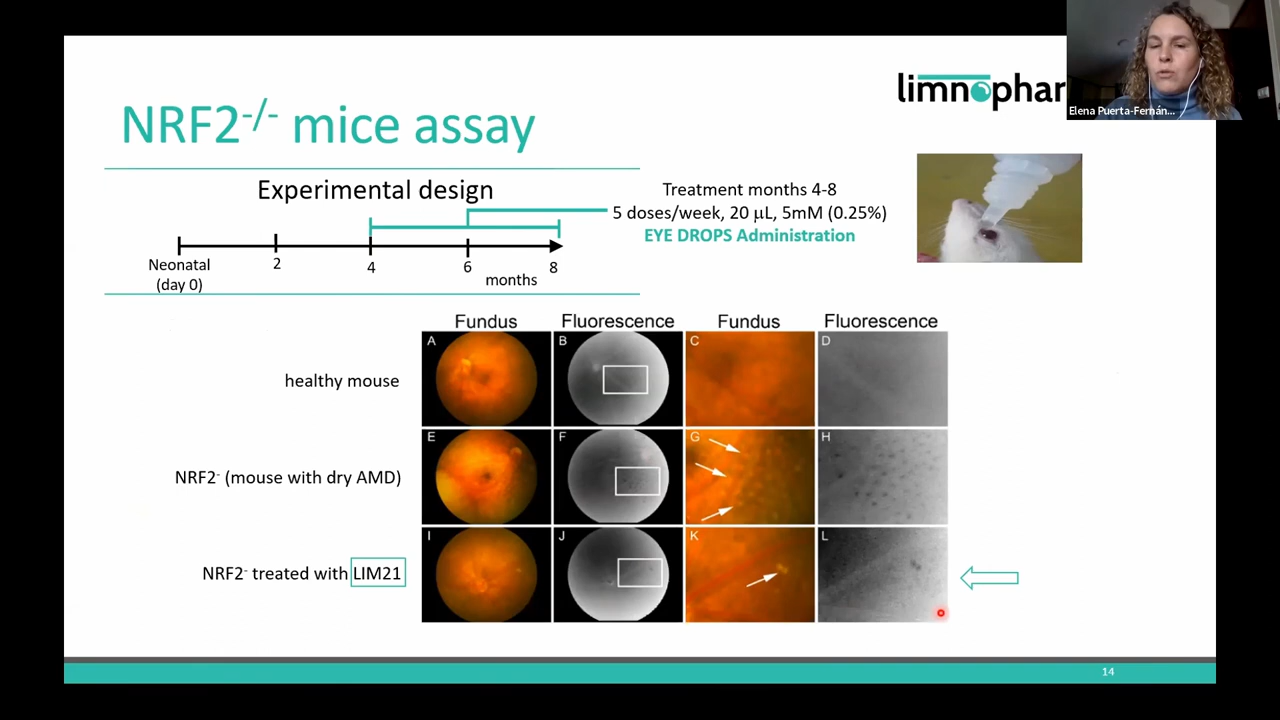 limnophar
Elena Puerta-Fernán...
NRF2-/- mice assay
Experimental design
Neonatal
(day 0)
2
4
6
8
months
Treatment months 4-8
5 doses/week, 20 µL, 5mM (0.25%)
EYE DROPS Administration
Fundus Fluorescence Fundus Fluorescence
healthy mouse
A B C D
NRF2- (mouse with dry AMD)
E F G H
NRF2- treated with LIM21
I J K L
14